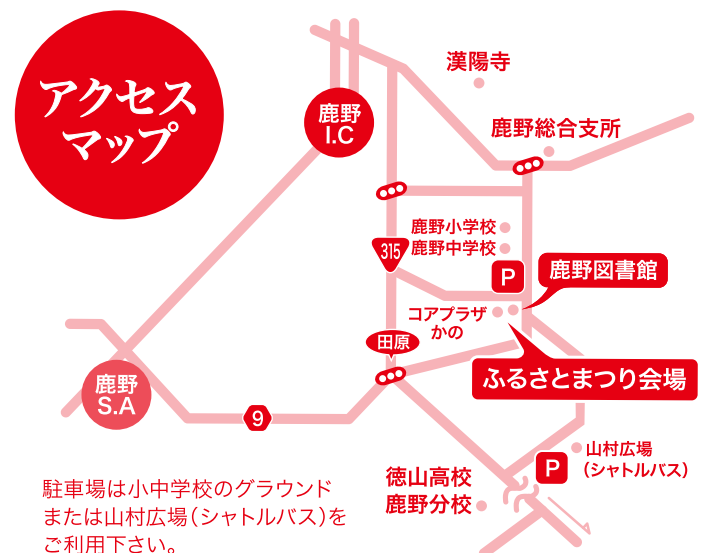 アクセス
マップ
鹿野
I.C
漢陽寺
鹿野総合支所
鹿野小学校
鹿野中学校
315
P
鹿野図書館
コアプラザ
かの
田原
ふるさとまつり会場
鹿野
S.A
9
山村広場
（シャトルバス）
P
徳山高校
鹿野分校
駐車場は小中学校のグラウンド
または山村広場（シャトルバス）を
ご利用下さい。